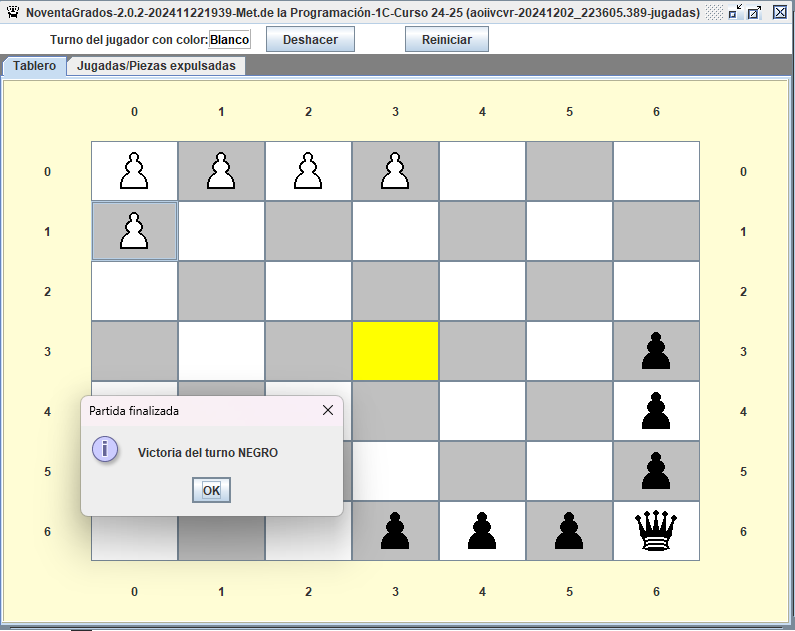 NoventaGrados-2.0.2-202411221939-Met.de la Programación-1C-Curso 24-25 (aoiivcvr-20241202_223605.389-jugadas)
Turno del jugador con color: Blanco Deshacer Reiniciar
Tablero Jugadas/Piezas expulsadas
0 1 2 3 4 5 6
0 0
1 1
2 2
3 3
4 4
Partida finalizada
Victoria del turno NEGRO
5 5
OK
6 6
0 1 2 3 4 5 6